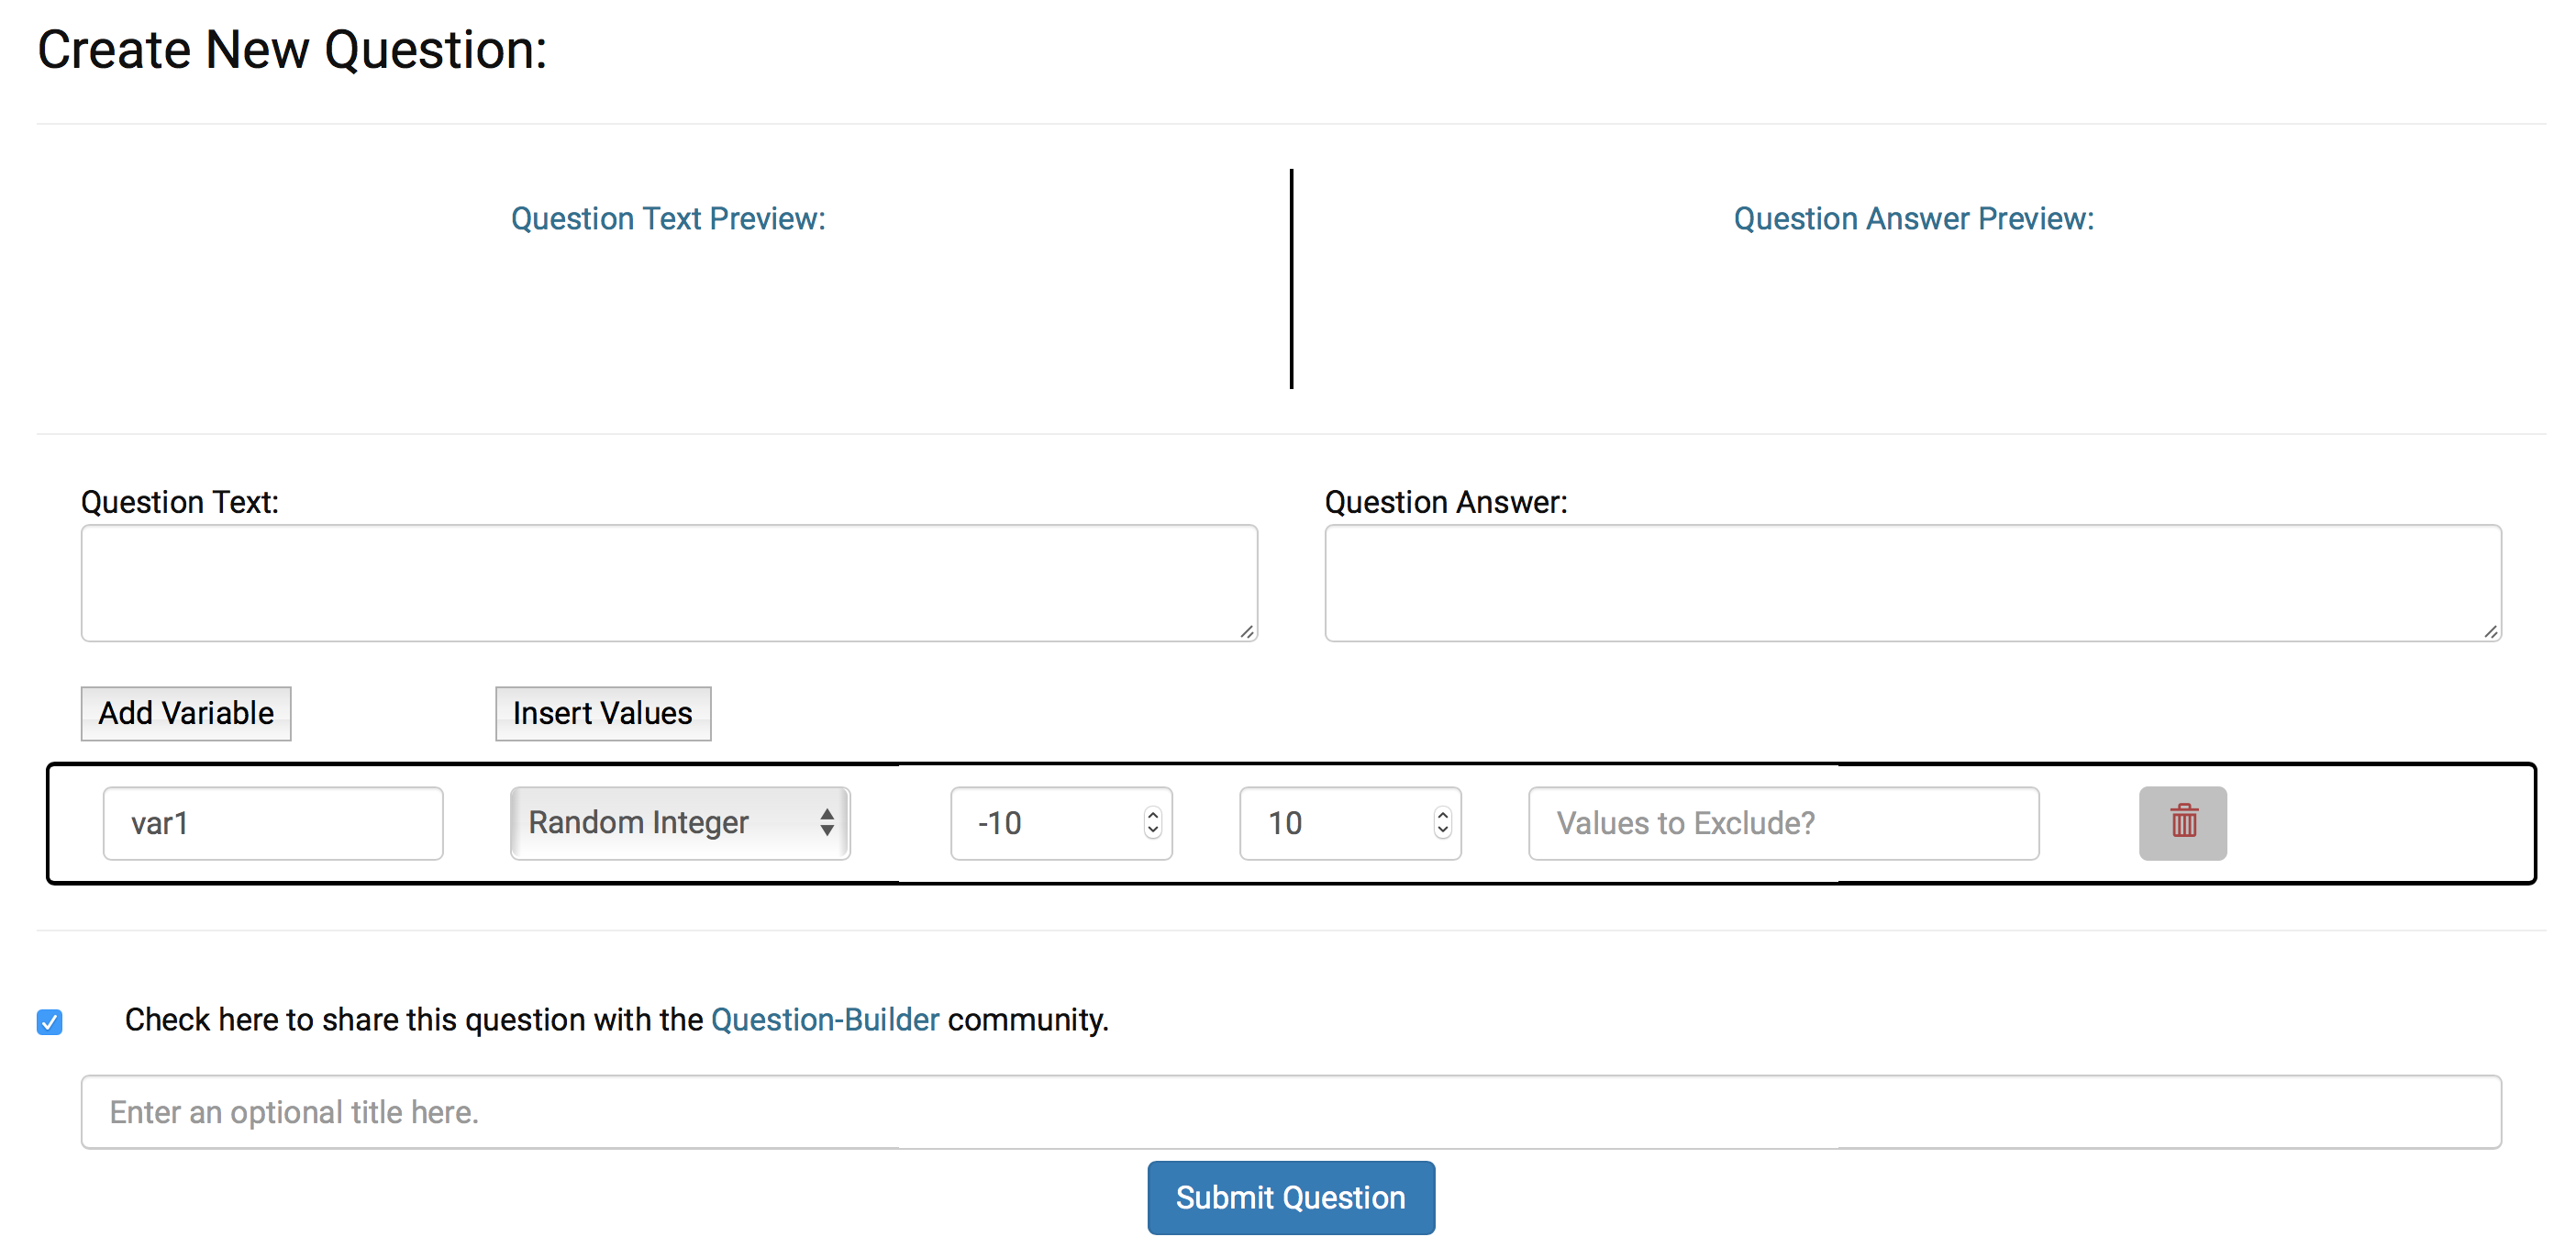 Create New Question:
Question Text Preview:
Question Answer Preview:
Question Text:
Question Answer:
Add Variable
Insert Values
var1
Random Integer
-10
10
Values to Exclude?
Check here to share this question with the Question-Builder community.
Enter an optional title here.
Submit Question